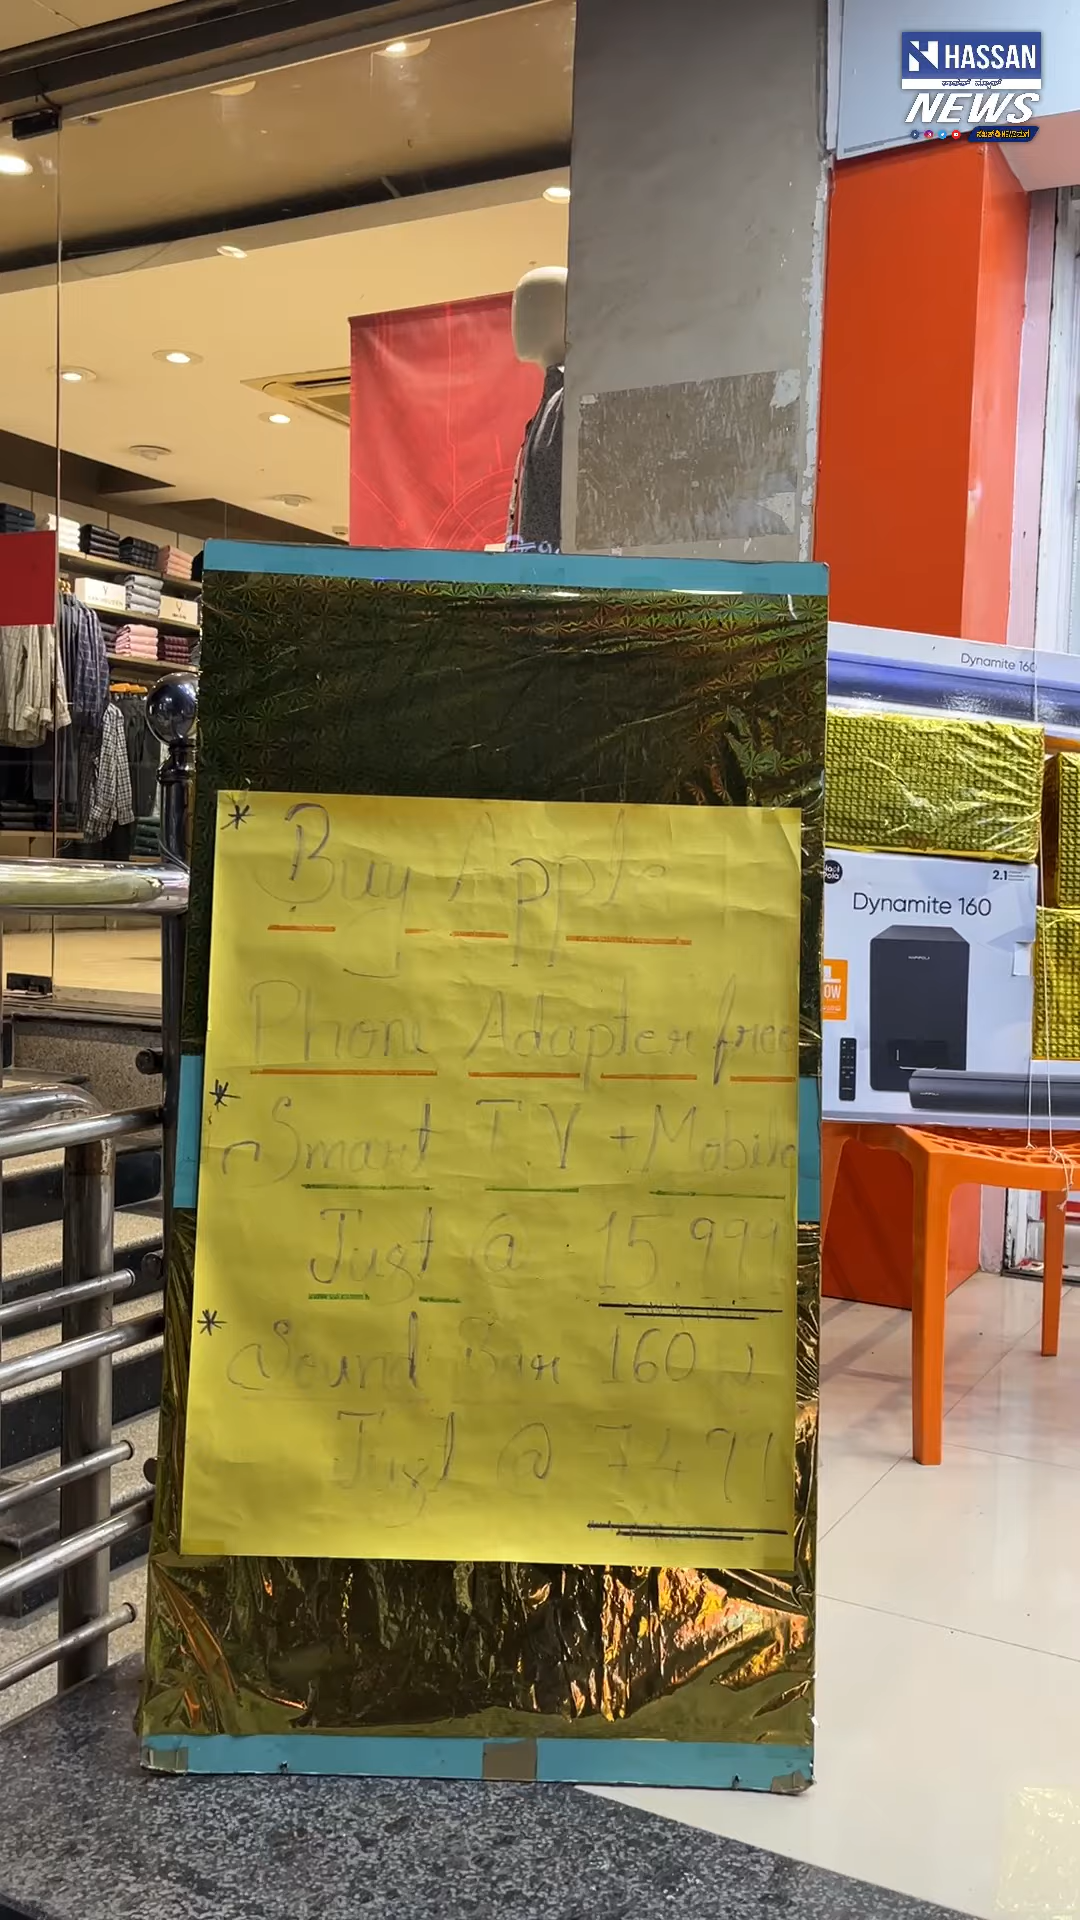 HASSAN
ಹಾಸನ್ ನ್ಯೂಸ್
NEWS
Dynamite 160
2.1
Dynamite 160
* Buy Apple
Phone Adapter free
* Smart T.V + Mobile
Just @ 15.999
* Sound Bar 160 W
Just @ 7499